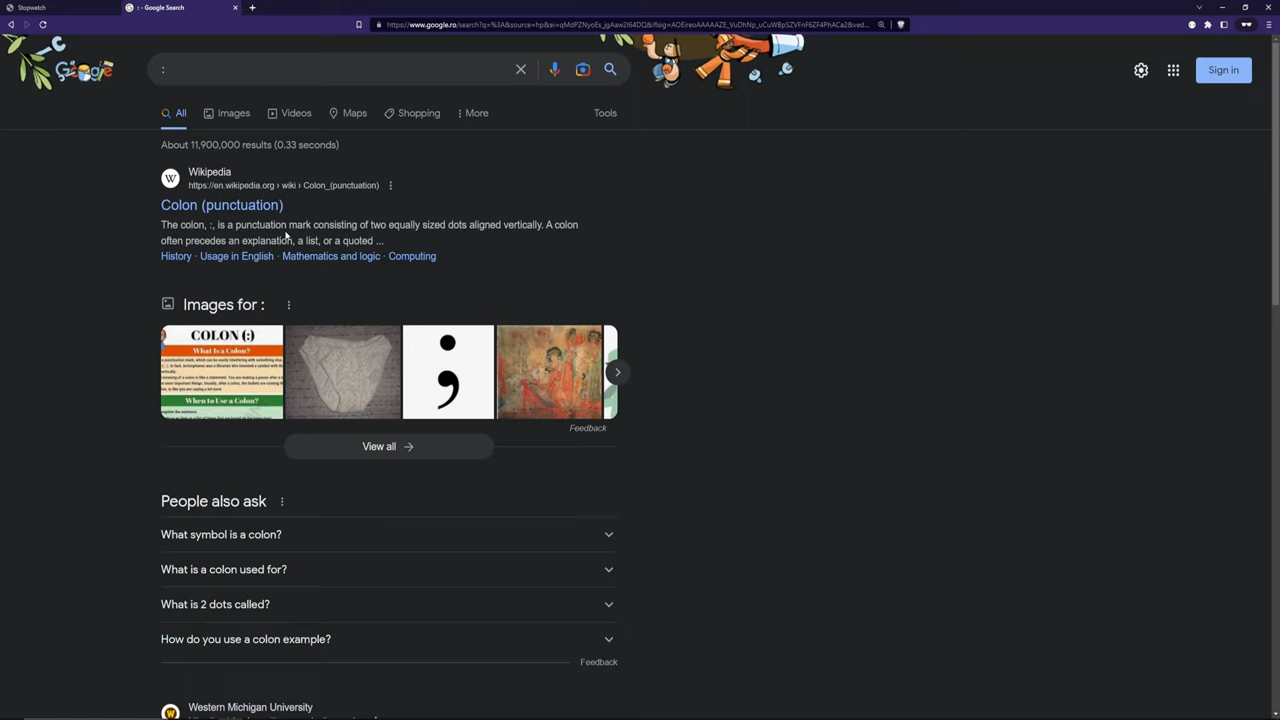 Stopwatch
: - Google Search
https://www.google.ro/search?q=%3A&source=hp&ei=
Google
:
Sign in
All
Images
Videos
Maps
Shopping
More
Tools
About 11,900,000 results (0.33 seconds)
W
Wikipedia
https://en.wikipedia.org › wiki › Colon_(punctuation)
Colon (punctuation)
The colon, :, is a punctuation mark consisting of two equally sized dots aligned vertically. A colon
often precedes an explanation, a list, or a quoted ...
History · Usage in English · Mathematics and logic · Computing
Images for :
COLON (:)
What Is a Colon?
When to Use a Colon?
;
Feedback
View all
People also ask
What symbol is a colon?
What is a colon used for?
What is 2 dots called?
How do you use a colon example?
Feedback
W
Western Michigan University